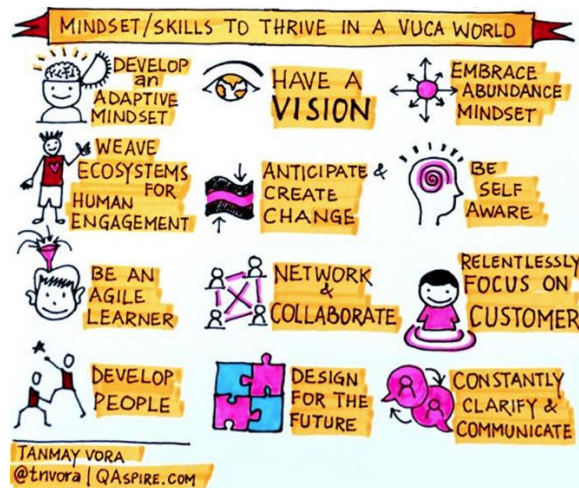 MINDSET/SKILLS TO THRIVE IN A VUCA WORLD
DEVELOP
an
ADAPTIVE
MINDSET
HAVE A
VISION
EMBRACE
ABUNDANCE
MINDSET
WEAVE
ECOSYSTEMS
FOR
HUMAN
ENGAGEMENT
ANTICIPATE &
CREATE
CHANGE
BE
SELF
AWARE
BE AN
AGILE
LEARNER
NETWORK
&
COLLABORATE
RELENTLESSLY
FOCUS ON
CUSTOMER
DEVELOP
PEOPLE
DESIGN
FOR THE
FUTURE
CONSTANTLY
CLARIFY &
COMMUNICATE
TANMAY VORA
@tnvora | QASPIRE.COM